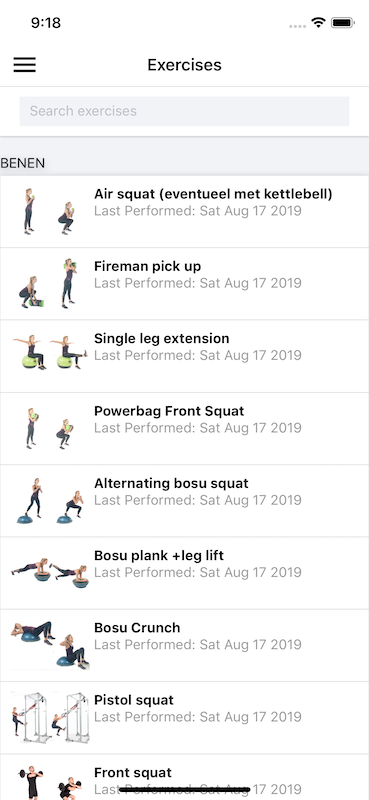 9:18
Exercises
Search exercises
BENEN
Air squat (eventueel met kettlebell)
Last Performed: Sat Aug 17 2019
Fireman pick up
Last Performed: Sat Aug 17 2019
Single leg extension
Last Performed: Sat Aug 17 2019
Powerbag Front Squat
Last Performed: Sat Aug 17 2019
Alternating bosu squat
Last Performed: Sat Aug 17 2019
Bosu plank +leg lift
Last Performed: Sat Aug 17 2019
Bosu Crunch
Last Performed: Sat Aug 17 2019
Pistol squat
Last Performed: Sat Aug 17 2019
Front squat
Last Performed: Sat Aug 17 2019